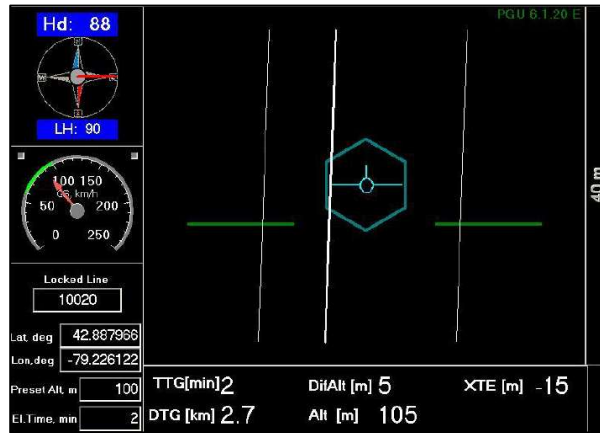 Hd: 88
PGU 6.1.20 E
LH: 90
100 150
GS, km/h
50 200
0 250
40 m
Locked Line
10020
Lat, deg 42.887966
Lon,deg -79.226122
Preset Alt, m 100
El.Time, min 2
TTG[min] 2 DifAlt [m] 5 XTE [m] -15
DTG [km] 2.7 Alt [m] 105